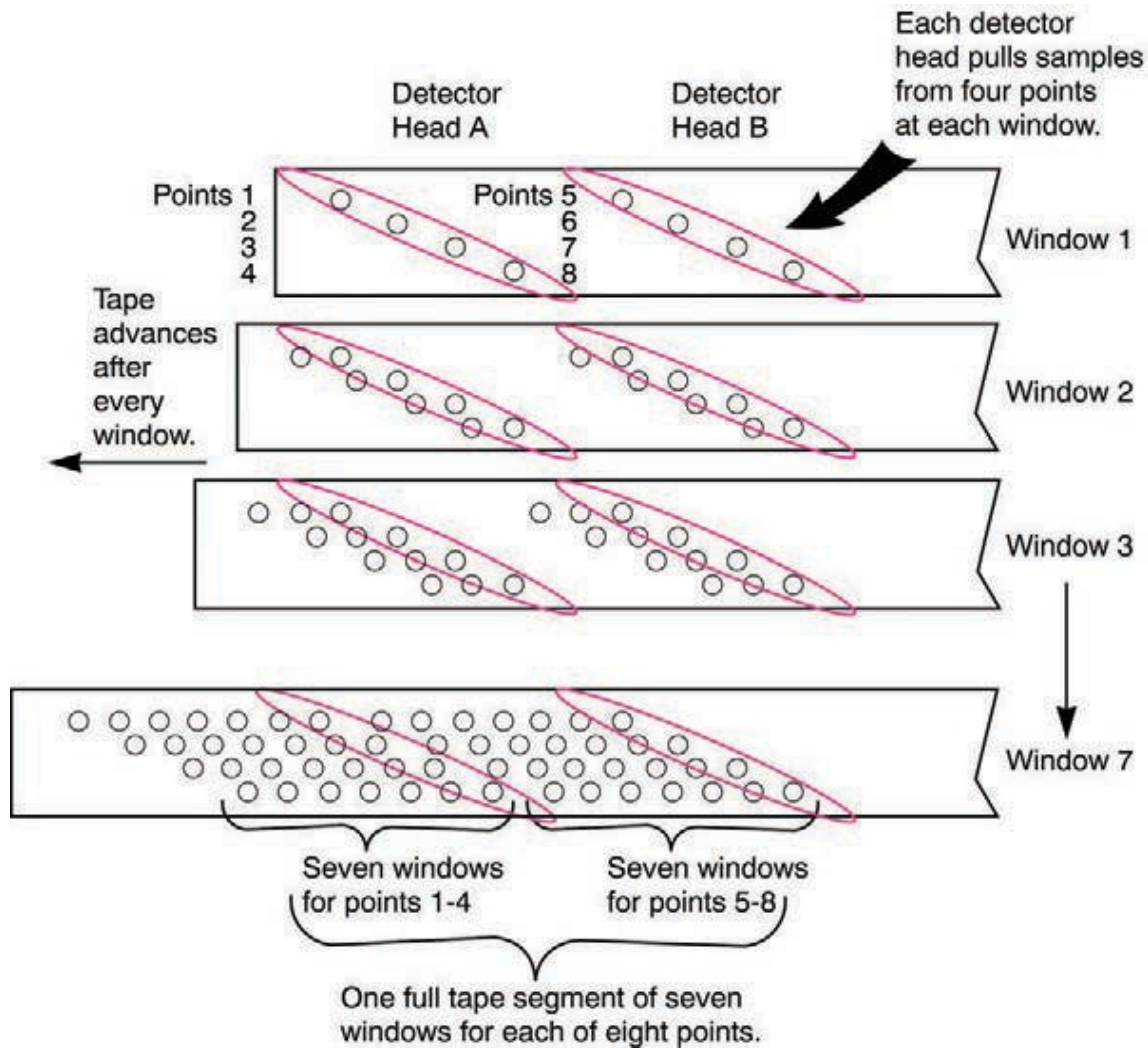 Each detector
head pulls samples
from four points
at each window.
Detector
Head A
Detector
Head B
Points 1
2
3
4
Points 5
6
7
8
Window 1
Tape
advances
after
every
window.
Window 2
Window 3
Window 7
Seven windows
for points 1-4
Seven windows
for points 5-8
One full tape segment of seven
windows for each of eight points.